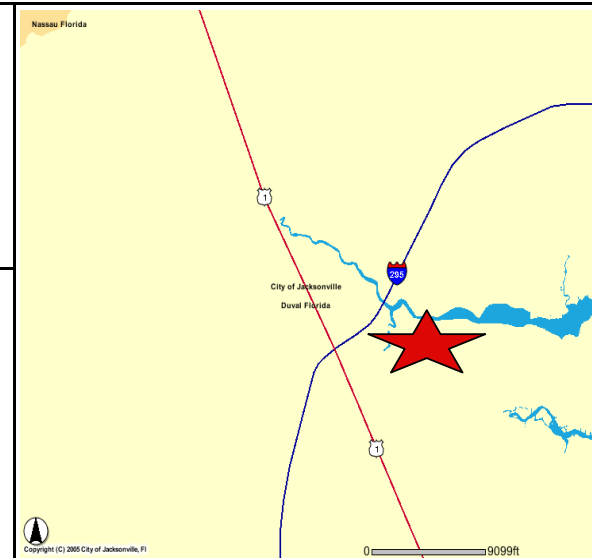 Nassau Florida
1
295
City of Jacksonville
Duval Florida
1
Copyright (C) 2005 City of Jacksonville, Fl
0 9099ft